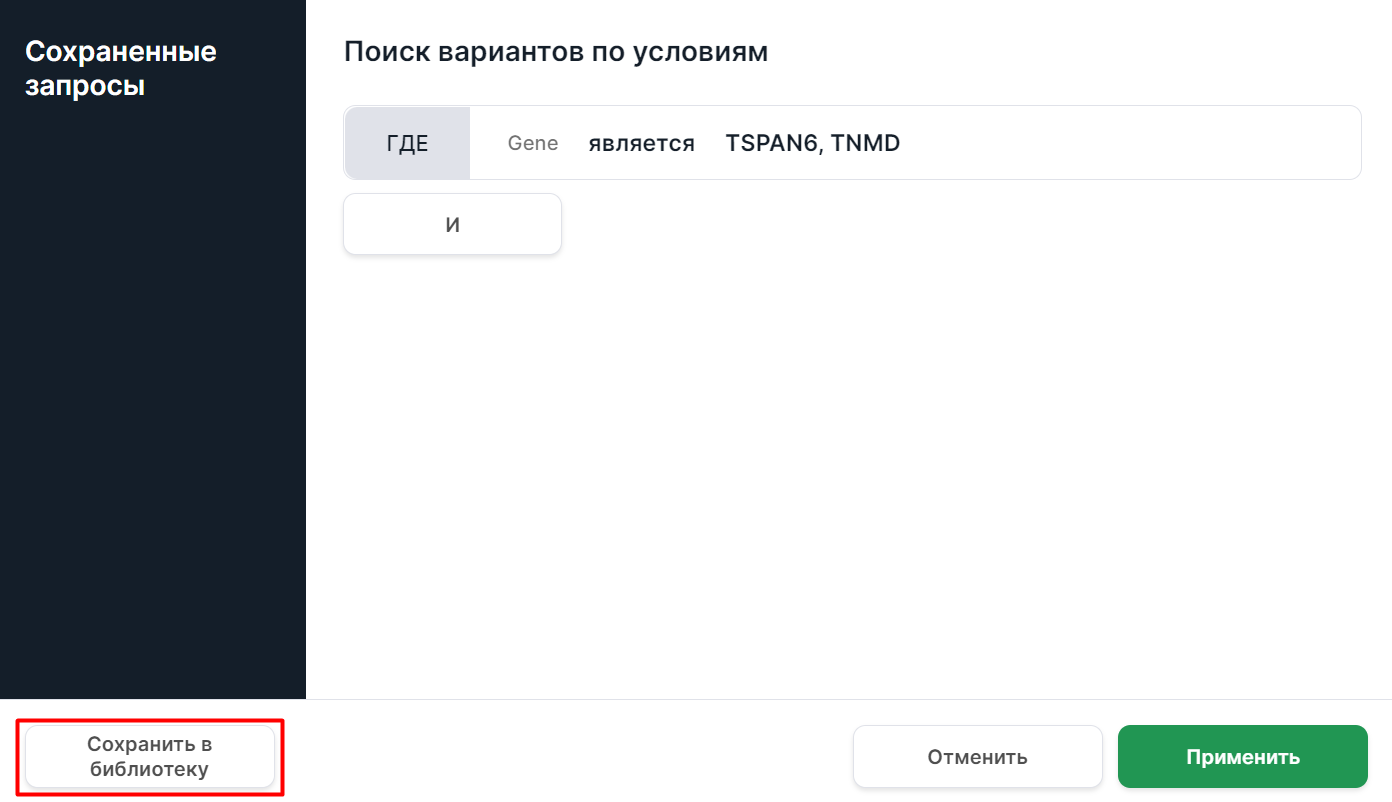 Сохраненные
запросы
Поиск вариантов по условиям
ГДЕ Gene является TSPAN6, TNMD
И
Сохранить в
библиотеку
Отменить
Применить